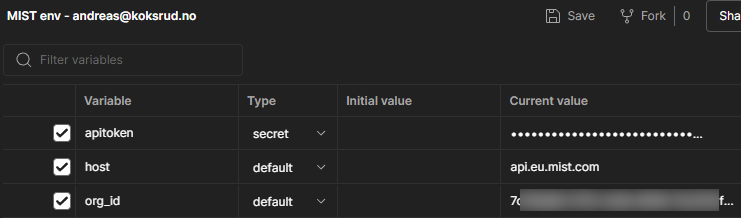 MIST env - andreas@koksrud.no Save Fork 0 Sha
Filter variables
Variable Type Initial value Current value
apitoken secret ••••••••••••••••••••••••••••...
host default api.eu.mist.com
org_id default 7c f...